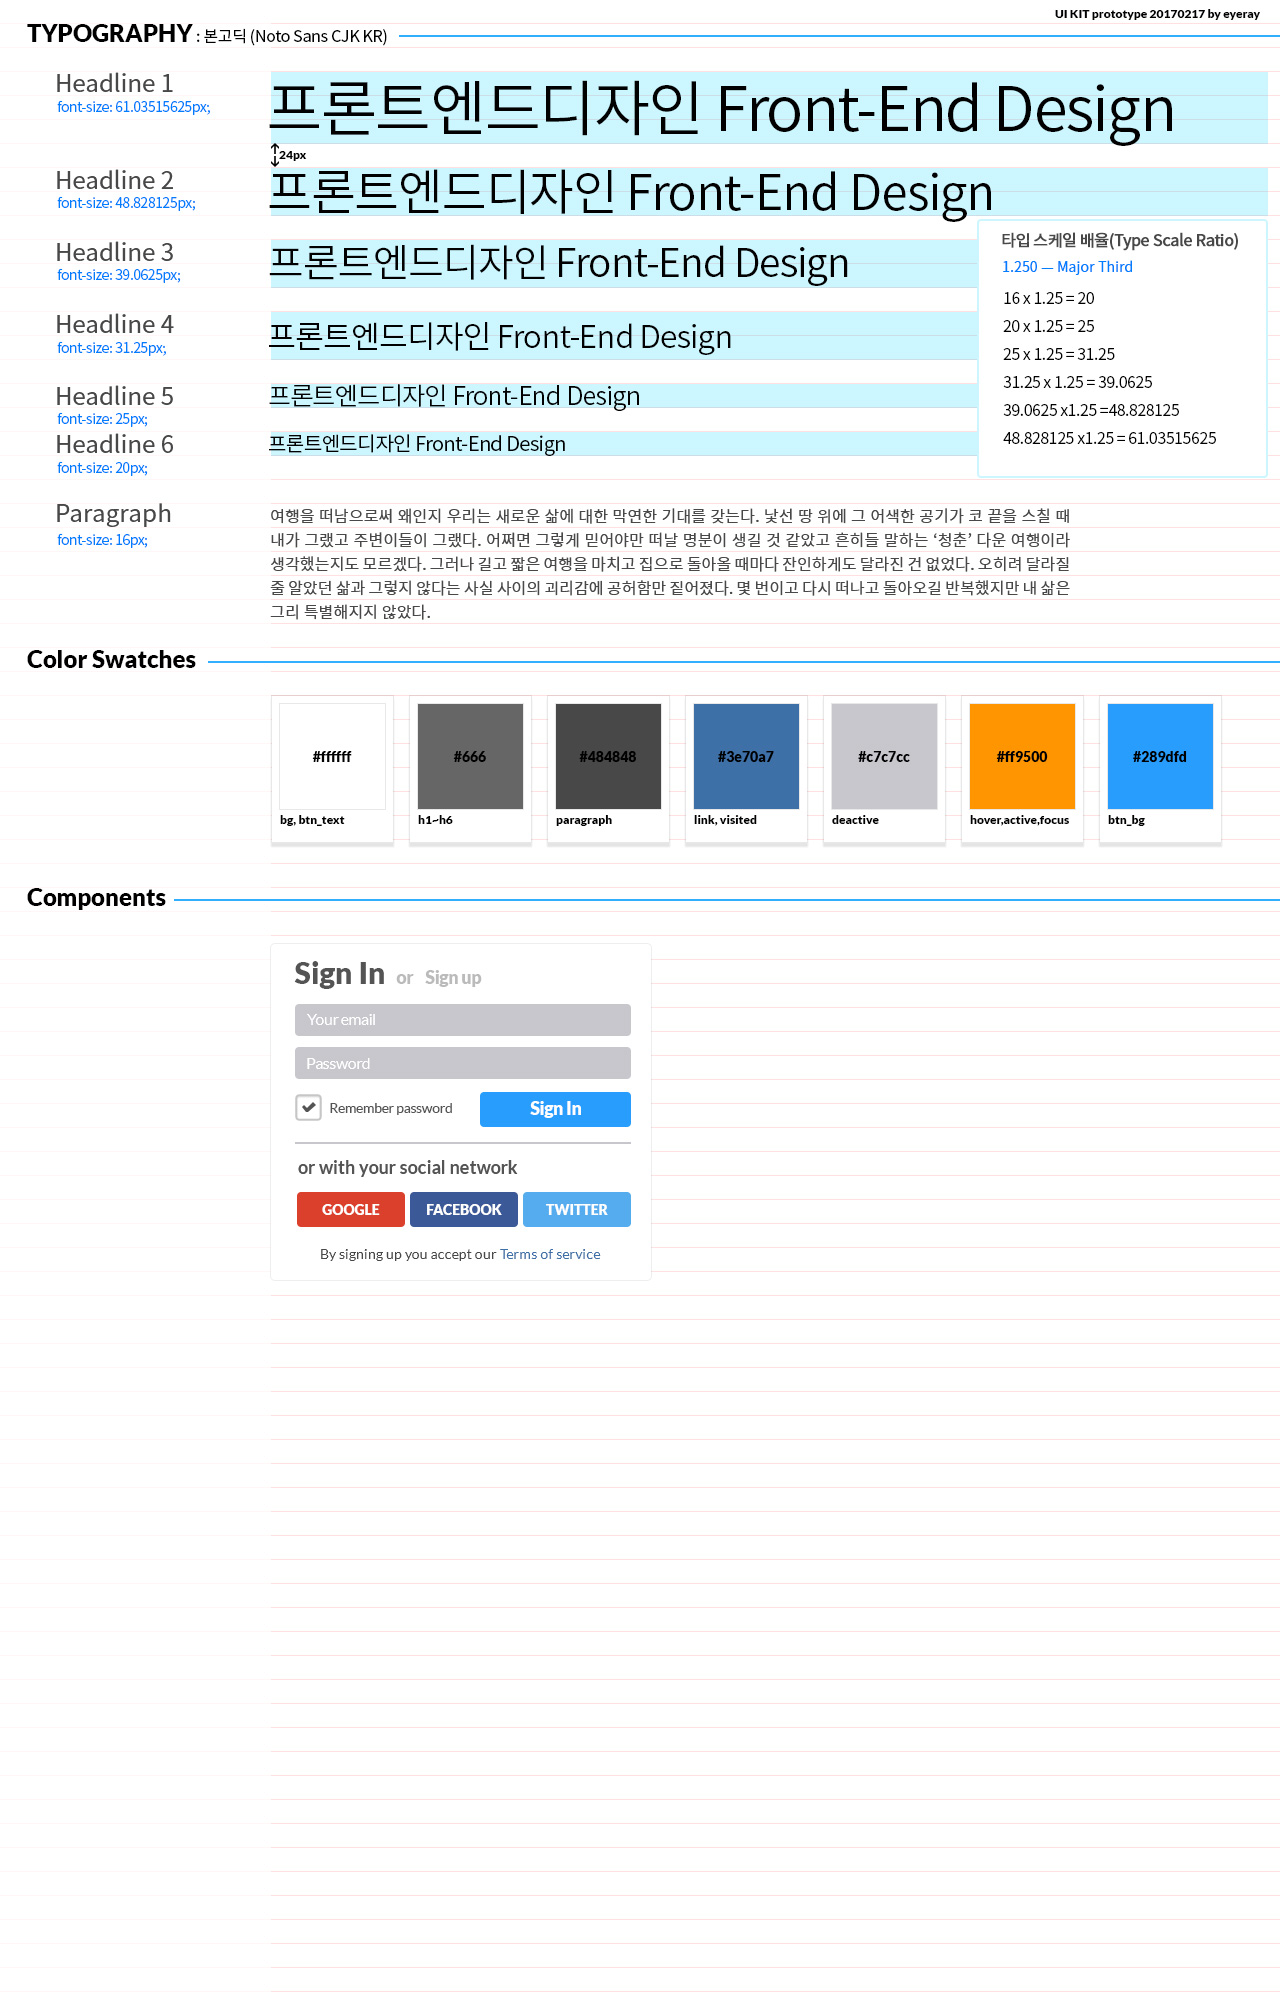 UI KIT prototype 20170217 by eyeray
TYPOGRAPHY : 본고딕 (Noto Sans CJK KR)
Headline 1
font-size: 61.03515625px;
프론트엔드디자인 Front-End Design
24px
Headline 2
font-size: 48.828125px;
프론트엔드디자인 Front-End Design
Headline 3
font-size: 39.0625px;
프론트엔드디자인 Front-End Design
Headline 4
font-size: 31.25px;
프론트엔드디자인 Front-End Design
Headline 5
font-size: 25px;
프론트엔드디자인 Front-End Design
Headline 6
font-size: 20px;
프론트엔드디자인 Front-End Design
타입 스케일 배율(Type Scale Ratio)
1.250 — Major Third
16 x 1.25 = 20
20 x 1.25 = 25
25 x 1.25 = 31.25
31.25 x 1.25 = 39.0625
39.0625 x1.25 =48.828125
48.828125 x1.25 = 61.03515625
Paragraph
font-size: 16px;
여행을 떠남으로써 왜인지 우리는 새로운 삶에 대한 막연한 기대를 갖는다. 낯선 땅 위에 그 어색한 공기가 코 끝을 스칠 때
내가 그랬고 주변이들이 그랬다. 어쩌면 그렇게 믿어야만 떠날 명분이 생길 것 같았고 흔히들 말하는 ‘청춘’ 다운 여행이라
생각했는지도 모르겠다. 그러나 길고 짧은 여행을 마치고 집으로 돌아올 때마다 잔인하게도 달라진 건 없었다. 오히려 달라질
줄 알았던 삶과 그렇지 않다는 사실 사이의 괴리감에 공허함만 짙어졌다. 몇 번이고 다시 떠나고 돌아오길 반복했지만 내 삶은
그리 특별해지지 않았다.
Color Swatches
#ffffff
bg, btn_text
#666
h1~h6
#484848
paragraph
#3e70a7
link, visited
#c7c7cc
deactive
#ff9500
hover,active,focus
#289dfd
btn_bg
Components
Sign In or Sign up
Your email
Password
Remember password
Sign In
or with your social network
GOOGLE
FACEBOOK
TWITTER
By signing up you accept our Terms of service